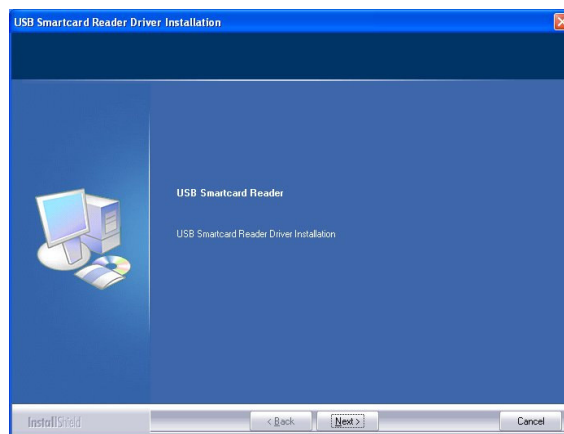 USB Smartcard Reader Driver Installation
USB Smartcard Reader
USB Smartcard Reader Driver Installation
InstallShield
< Back
Next >
Cancel